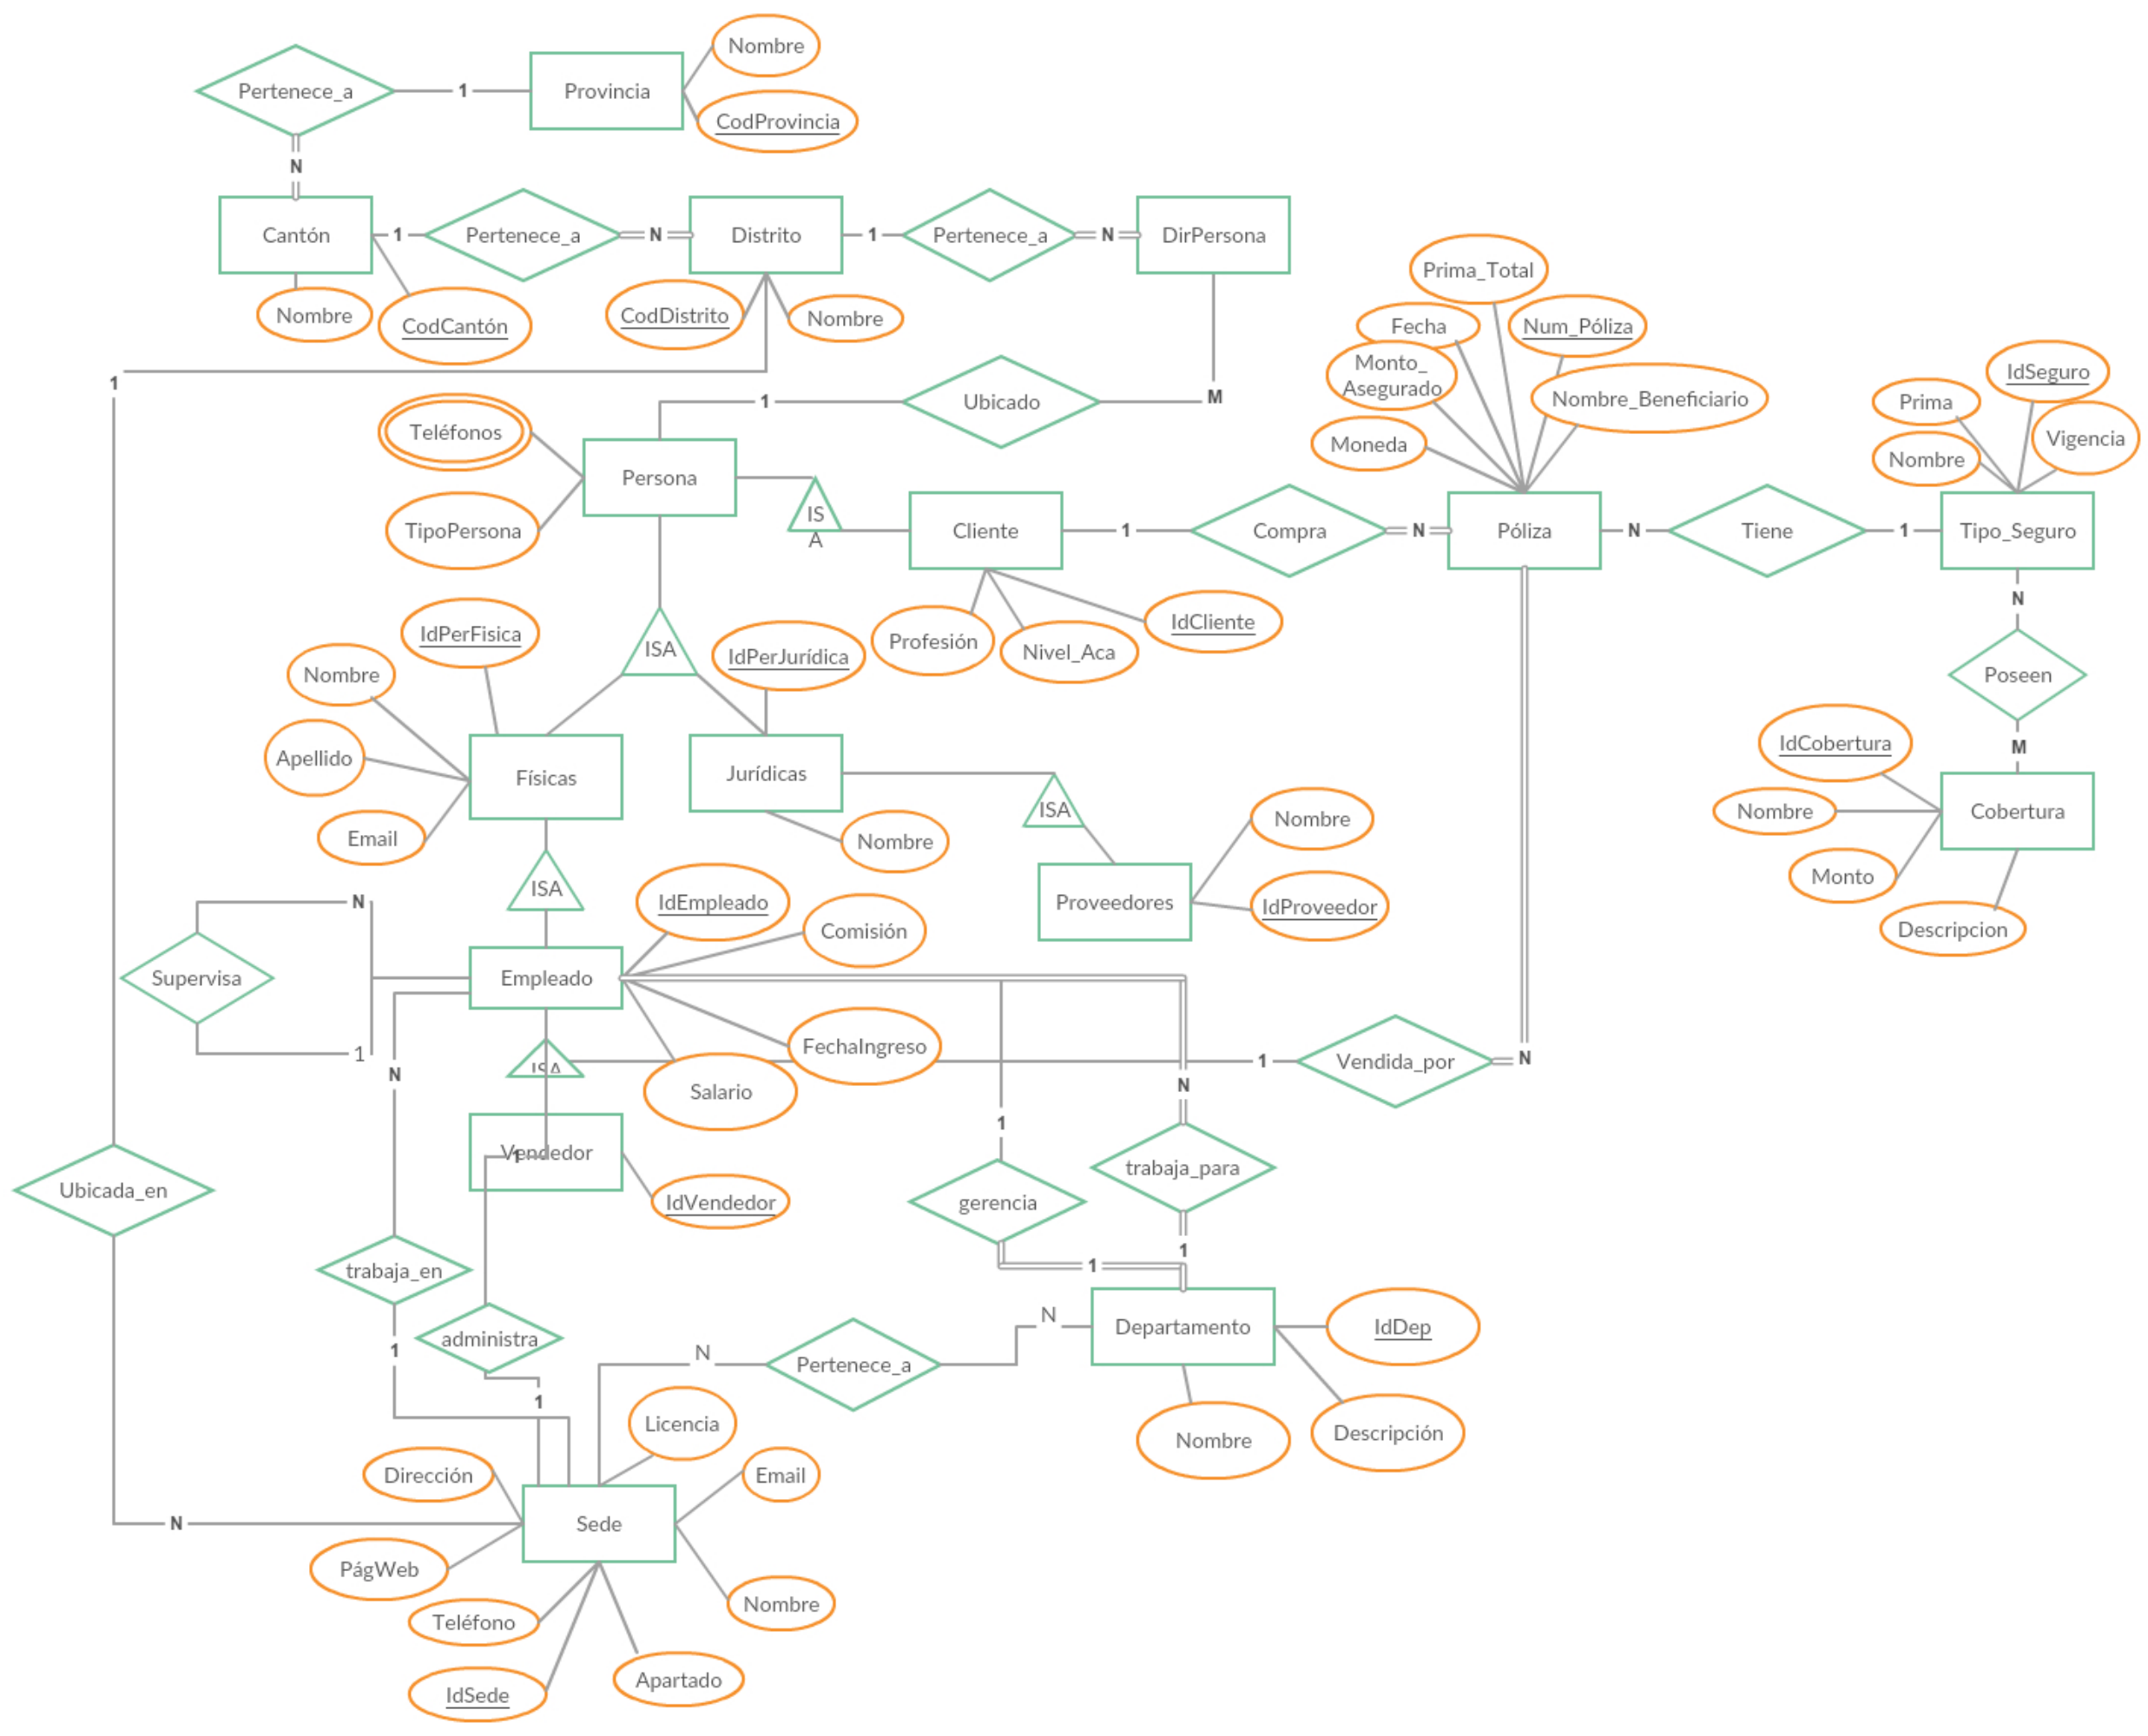 Nombre
Pertenece_a
1
Provincia
CodProvincia
N
Cantón
1
Pertenece_a
N
Distrito
1
Pertenece_a
N
DirPersona
Nombre
CodCantón
CodDistrito
Nombre
1
Prima_Total
Fecha
Num_Póliza
Monto_
Asegurado
Nombre_Beneficiario
Moneda
IdSeguro
Prima
Vigencia
Nombre
Teléfonos
1
Ubicado
M
Persona
TipoPersona
IS
A
Cliente
1
Compra
N
Póliza
N
Tiene
1
Tipo_Seguro
Profesión
Nivel_Aca
IdCliente
N
Poseen
M
IdPerFisica
ISA
IdPerJurídica
Nombre
Apellido
Email
Físicas
Jurídicas
Nombre
ISA
Nombre
Proveedores
IdProveedor
IdCobertura
Nombre
Cobertura
Monto
Descripcion
ISA
IdEmpleado
Comisión
N
Supervisa
1
Empleado
FechaIngreso
Salario
N
ISA
1
Vendida_por
N
Vendedor
1
IdVendedor
1
gerencia
1
N
trabaja_para
1
Ubicada_en
trabaja_en
1
administra
1
N
Pertenece_a
N
Departamento
IdDep
Nombre
Descripción
Licencia
Dirección
Email
N
Sede
PágWeb
Nombre
Teléfono
IdSede
Apartado